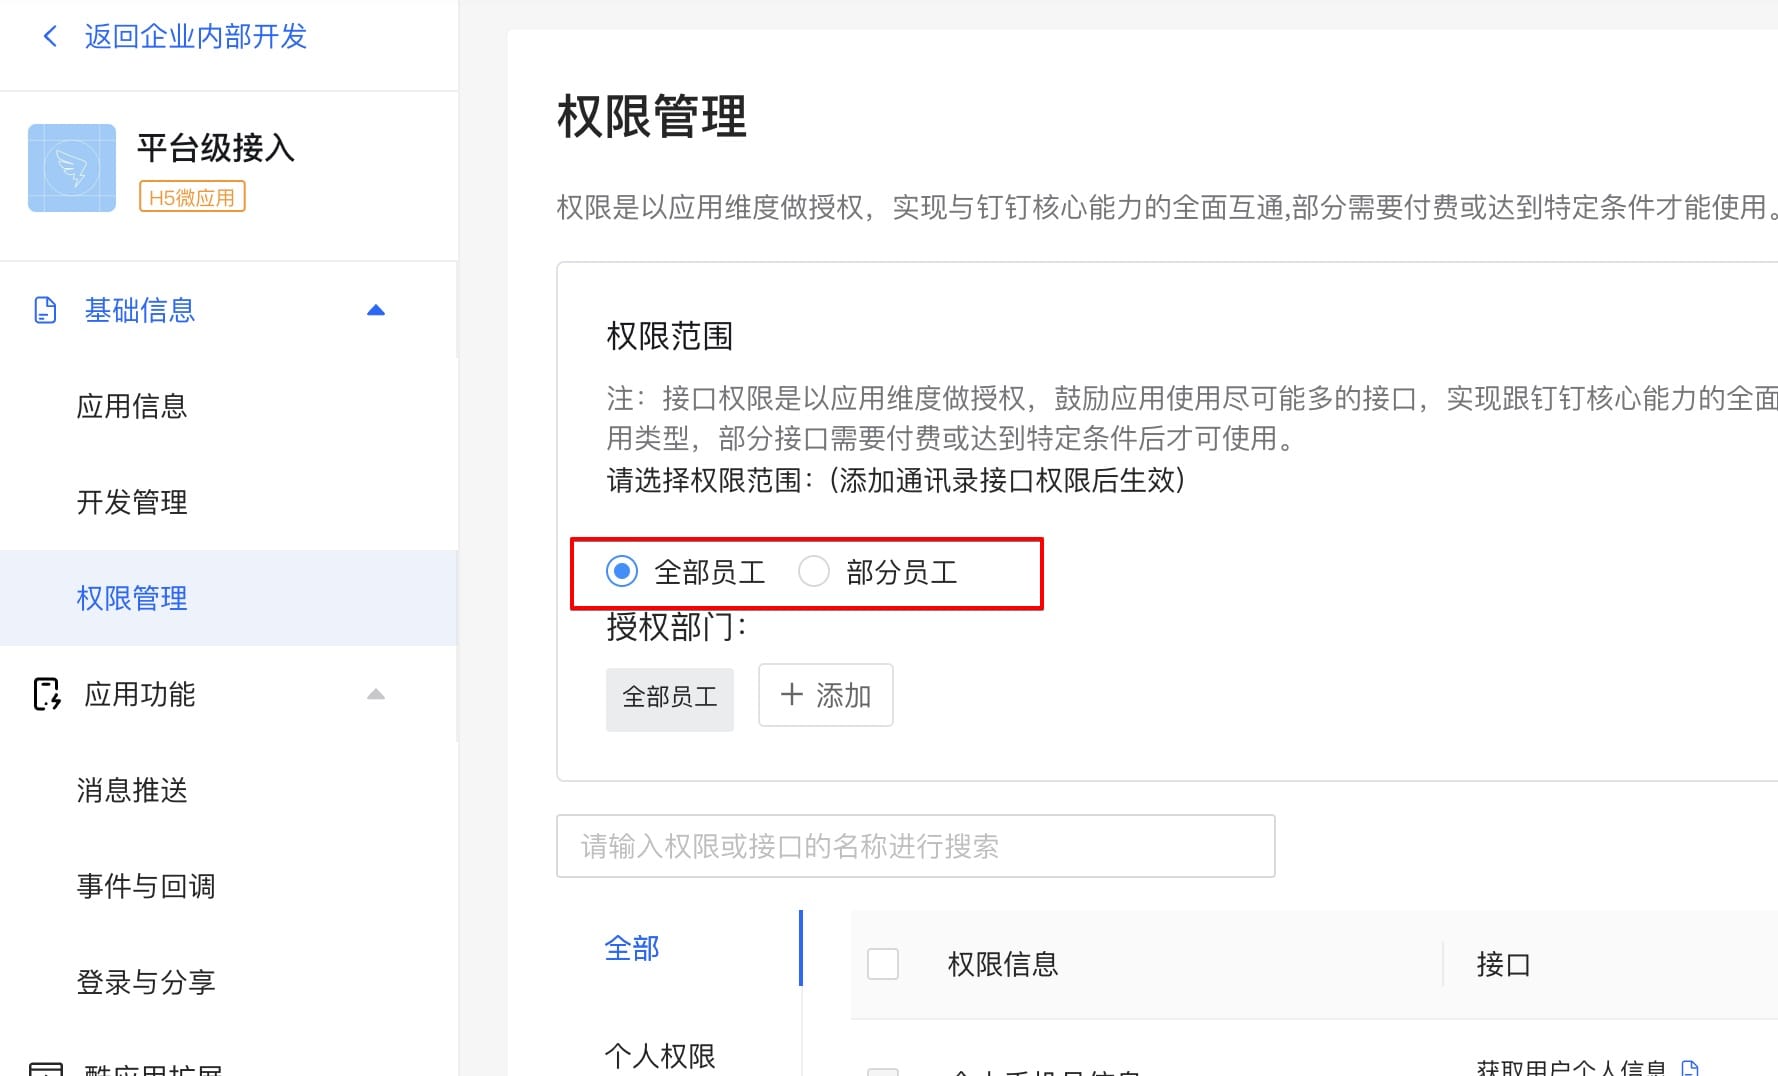 返回企业内部开发
平台级接入
H5微应用
基础信息
应用信息
开发管理
权限管理
应用功能
消息推送
事件与回调
登录与分享
酷应用扩展
权限管理
权限是以应用维度做授权，实现与钉钉核心能力的全面互通,部分需要付费或达到特定条件才能使用。
权限范围
注：接口权限是以应用维度做授权，鼓励应用使用尽可能多的接口，实现跟钉钉核心能力的全面
用类型，部分接口需要付费或达到特定条件后才可使用。
请选择权限范围：（添加通讯录接口权限后生效）
全部员工 部分员工
授权部门：
全部员工 添加
请输入权限或接口的名称进行搜索
全部
个人权限
权限信息 接口
个人手机号信息 获取用户个人信息